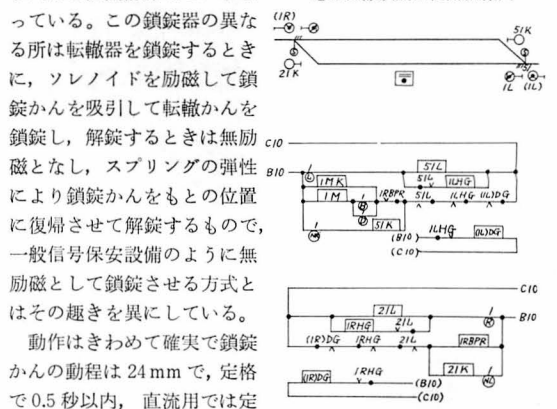 っている。この鎖錠器の異な
る所は転轍器を鎖錠するとき
に，ソレノイドを励磁して鎖
錠かんを吸引して転轍かんを
鎖錠し，解錠するときは無励
磁となし，スプリングの弾性
により鎖錠かんをもとの位置
に復帰させて解錠するもので，
一般信号保安設備のように無
励磁として鎖錠させる方式と
はその趣きを異にしている。
動作はきわめて確実で鎖錠
かんの動程は 24mm で，定格
で 0.5 秒以内， 直流用では定
(1R)
51K
21K
1L (1L)
C10
B10
51L
1MK
51L
1LHG
1M
1RBPR
51L
1LHG
(1L)DG
51K
(B10)
1LHG
(1L)DG
(C10)
C10
21L
B10
1RHG
21L
(1R)DG
1RHG
21L
1RBPR
21K
(1R)DG
1RHG
(B10)
(C10)